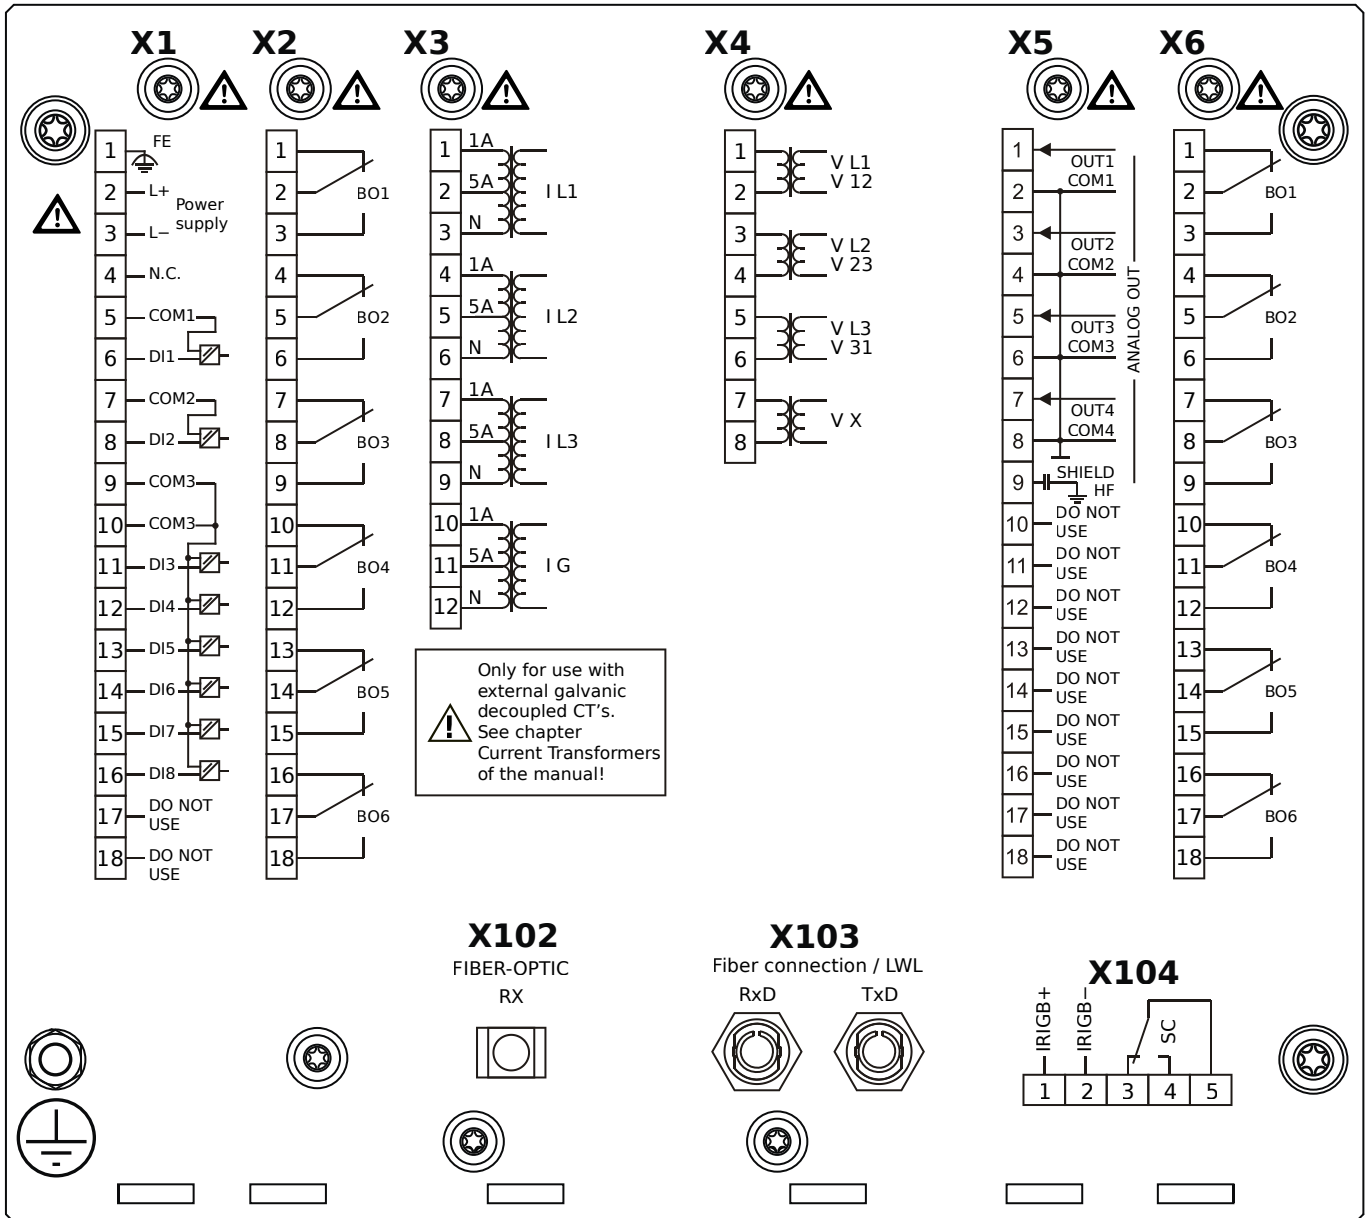 X1
X2
X3
X4
X5
X6
1
FE
2
L+
Power
supply
3
L−
4
N.C.
5
COM1
6
DI1
7
COM2
8
DI2
9
COM3
10
COM3
11
DI3
12
DI4
13
DI5
14
DI6
15
DI7
16
DI8
17
DO NOT
USE
18
DO NOT
USE
1
2
BO1
3
4
5
BO2
6
7
8
BO3
9
10
11
BO4
12
13
14
BO5
15
16
17
BO6
18
1
1A
2
5A
I L1
3
N
4
1A
5
5A
I L2
6
N
7
1A
8
5A
I L3
9
N
10
1A
11
5A
I G
12
N
Only for use with
external galvanic
decoupled CT’s.
See chapter
Current Transformers
of the manual!
1
2
V L1
V 12
3
4
V L2
V 23
5
6
V L3
V 31
7
8
V X
1
OUT1
2
COM1
3
OUT2
4
COM2
5
OUT3
6
COM3
7
OUT4
8
COM4
ANALOG OUT
9
SHIELD
HF
10
DO NOT
USE
11
DO NOT
USE
12
DO NOT
USE
13
DO NOT
USE
14
DO NOT
USE
15
DO NOT
USE
16
DO NOT
USE
17
DO NOT
USE
18
DO NOT
USE
1
2
BO1
3
4
5
BO2
6
7
8
BO3
9
10
11
BO4
12
13
14
BO5
15
16
17
BO6
18
X102
FIBER-OPTIC
RX
X103
Fiber connection / LWL
RxD
TxD
X104
IRIGB+
IRIGB−
SC
1
2
3
4
5